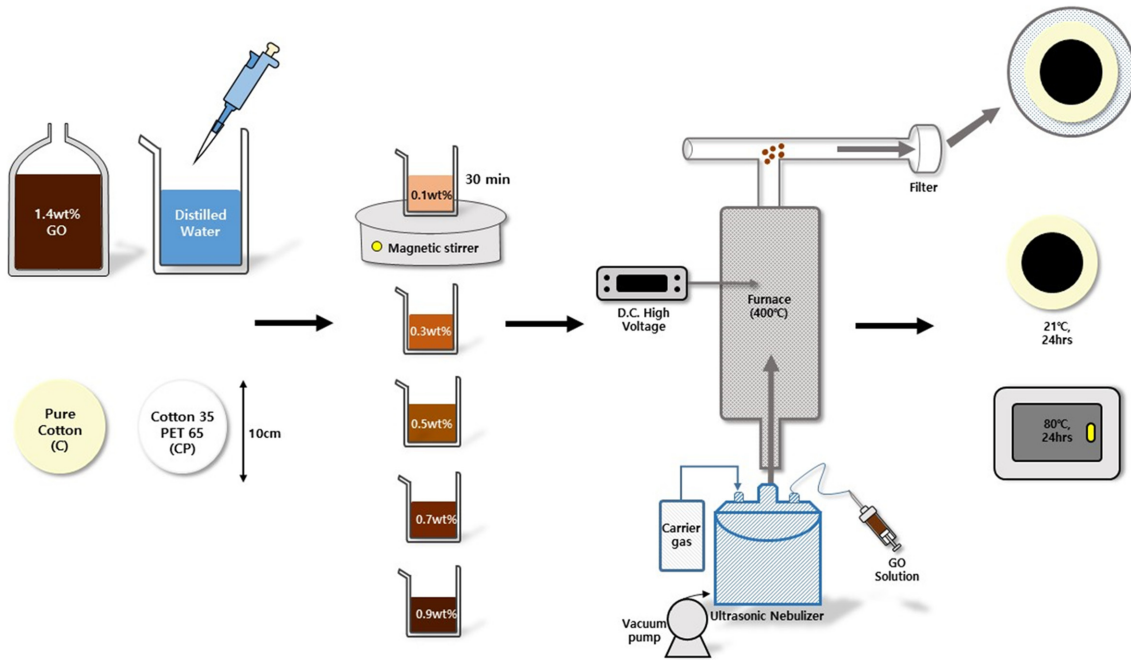 1.4wt%
GO
Distilled
Water
Pure
Cotton
(C)
Cotton 35
PET 65
(CP)
10cm
30 min
0.1wt%
Magnetic stirrer
0.3wt%
0.5wt%
0.7wt%
0.9wt%
D.C. High
Voltage
Furnace
(400℃)
Filter
Carrier
gas
GO
Solution
Ultrasonic Nebulizer
Vacuum
pump
21℃,
24hrs
80℃,
24hrs